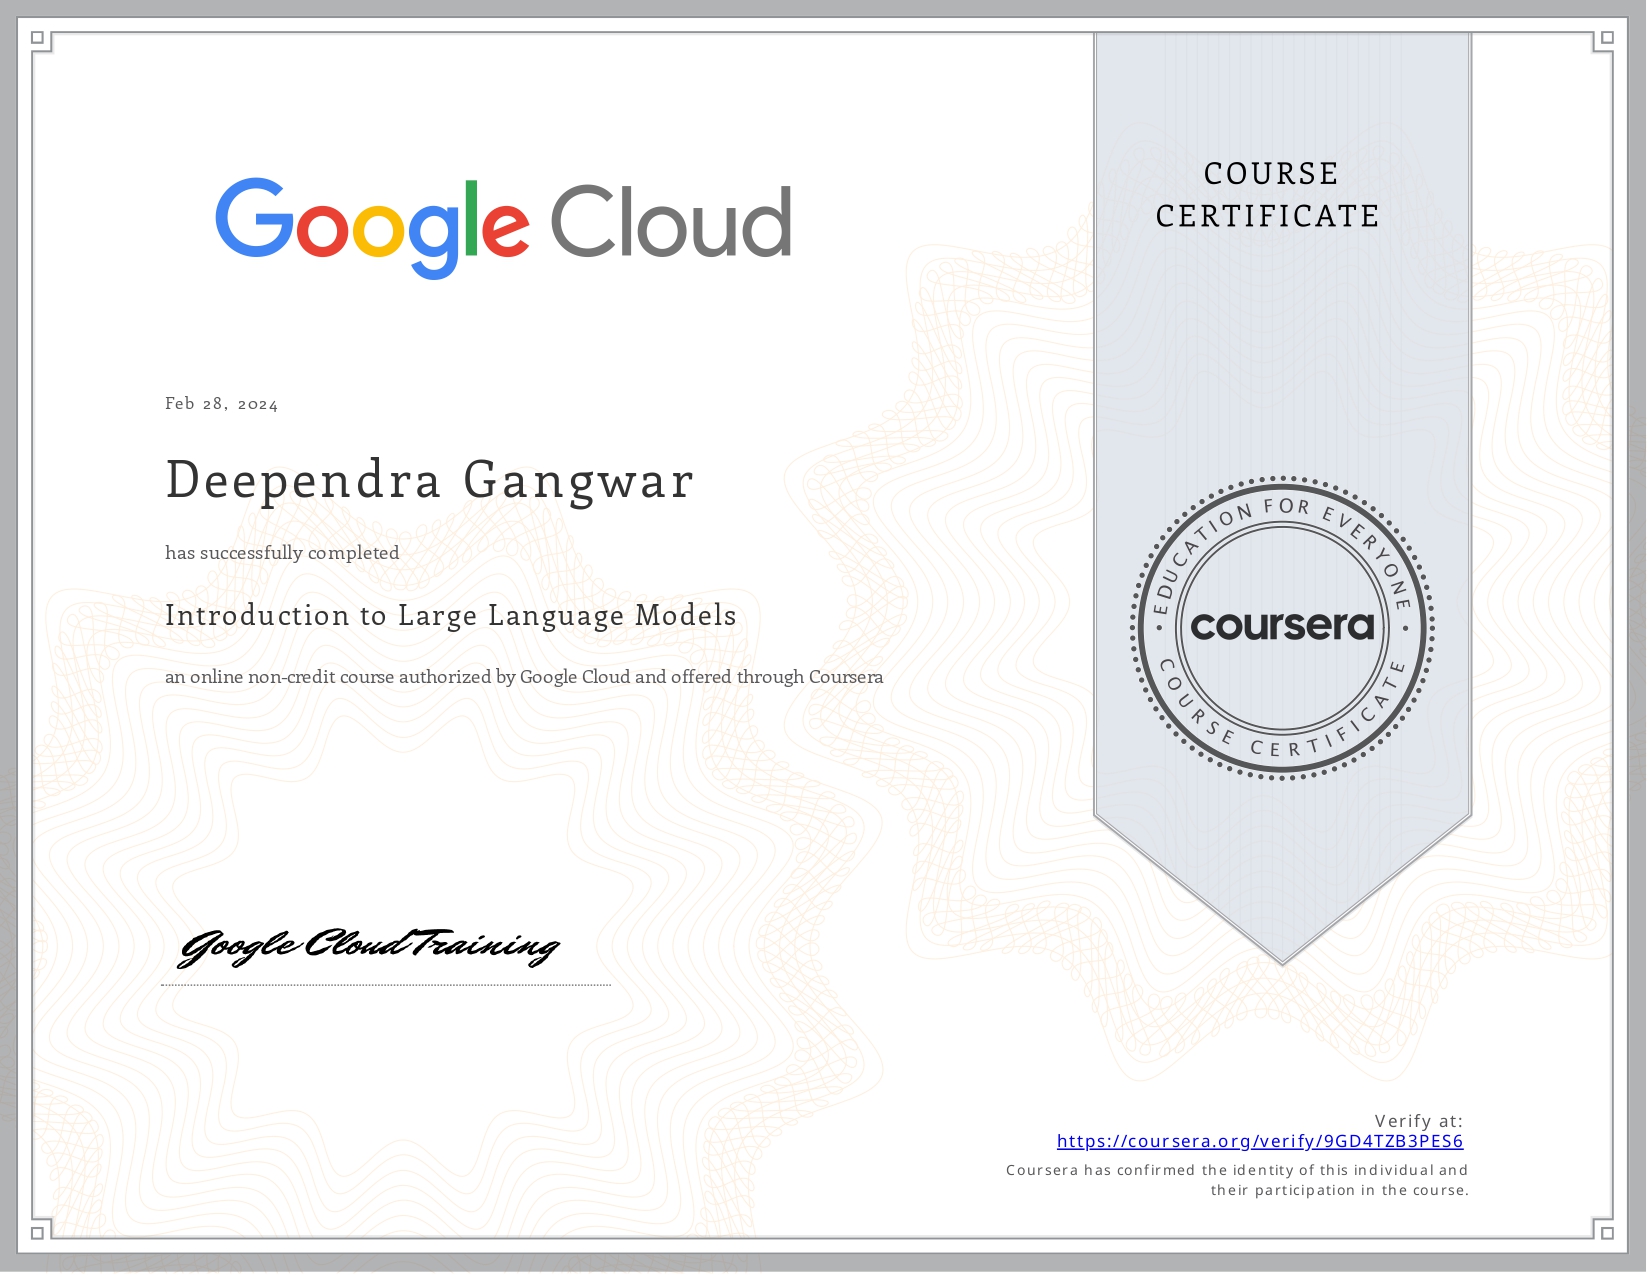 Google Cloud
COURSE
CERTIFICATE
Feb 28, 2024
Deependra Gangwar
has successfully completed
Introduction to Large Language Models
an online non-credit course authorized by Google Cloud and offered through Coursera
EDUCATION FOR EVERYONE
coursera
COURSE CERTIFICATE
Google Cloud Training
Verify at:
https://coursera.org/verify/9GD4TZB3PES6
Coursera has confirmed the identity of this individual and
their participation in the course.